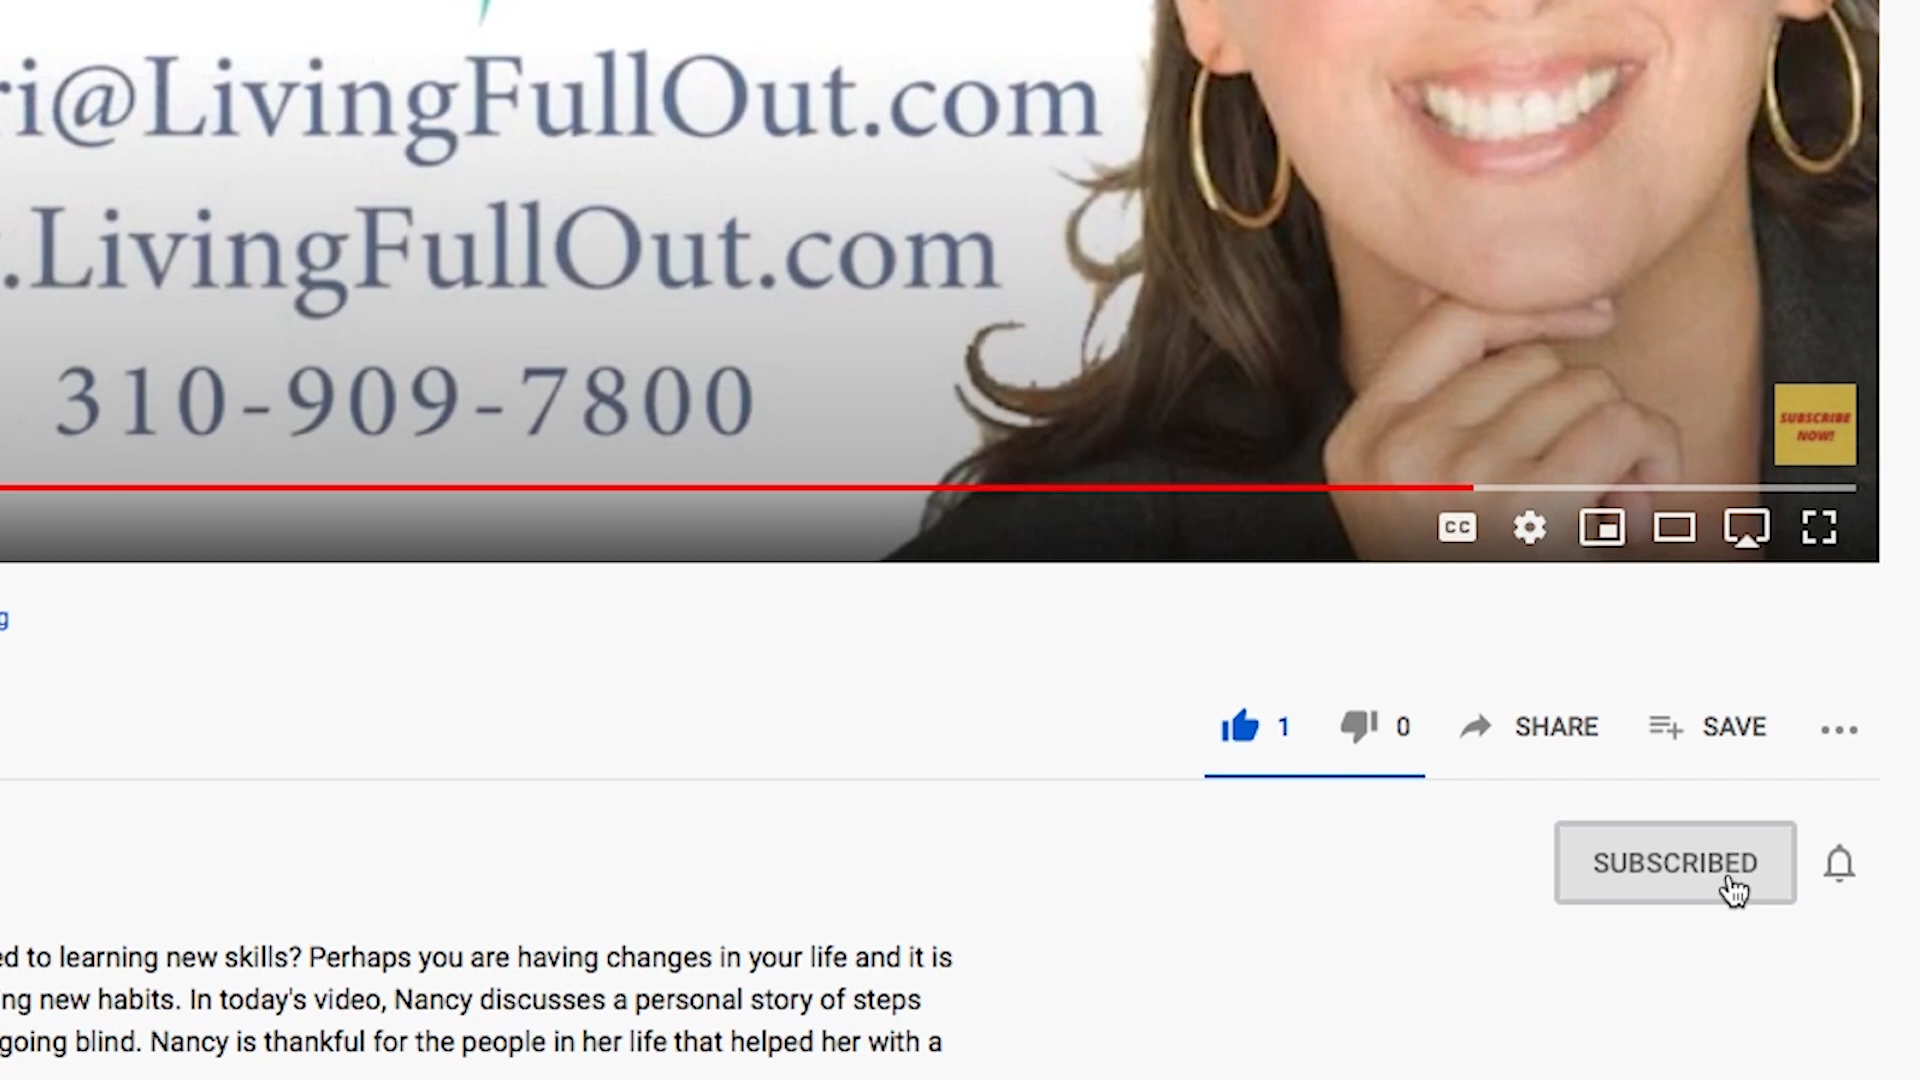 ri@LivingFullOut.com
.LivingFullOut.com
310-909-7800
SUBSCRIBE
NOW!
CC
g
1 0 SHARE SAVE
SUBSCRIBED
ed to learning new skills? Perhaps you are having changes in your life and it is
ing new habits. In today's video, Nancy discusses a personal story of steps
going blind. Nancy is thankful for the people in her life that helped her with a